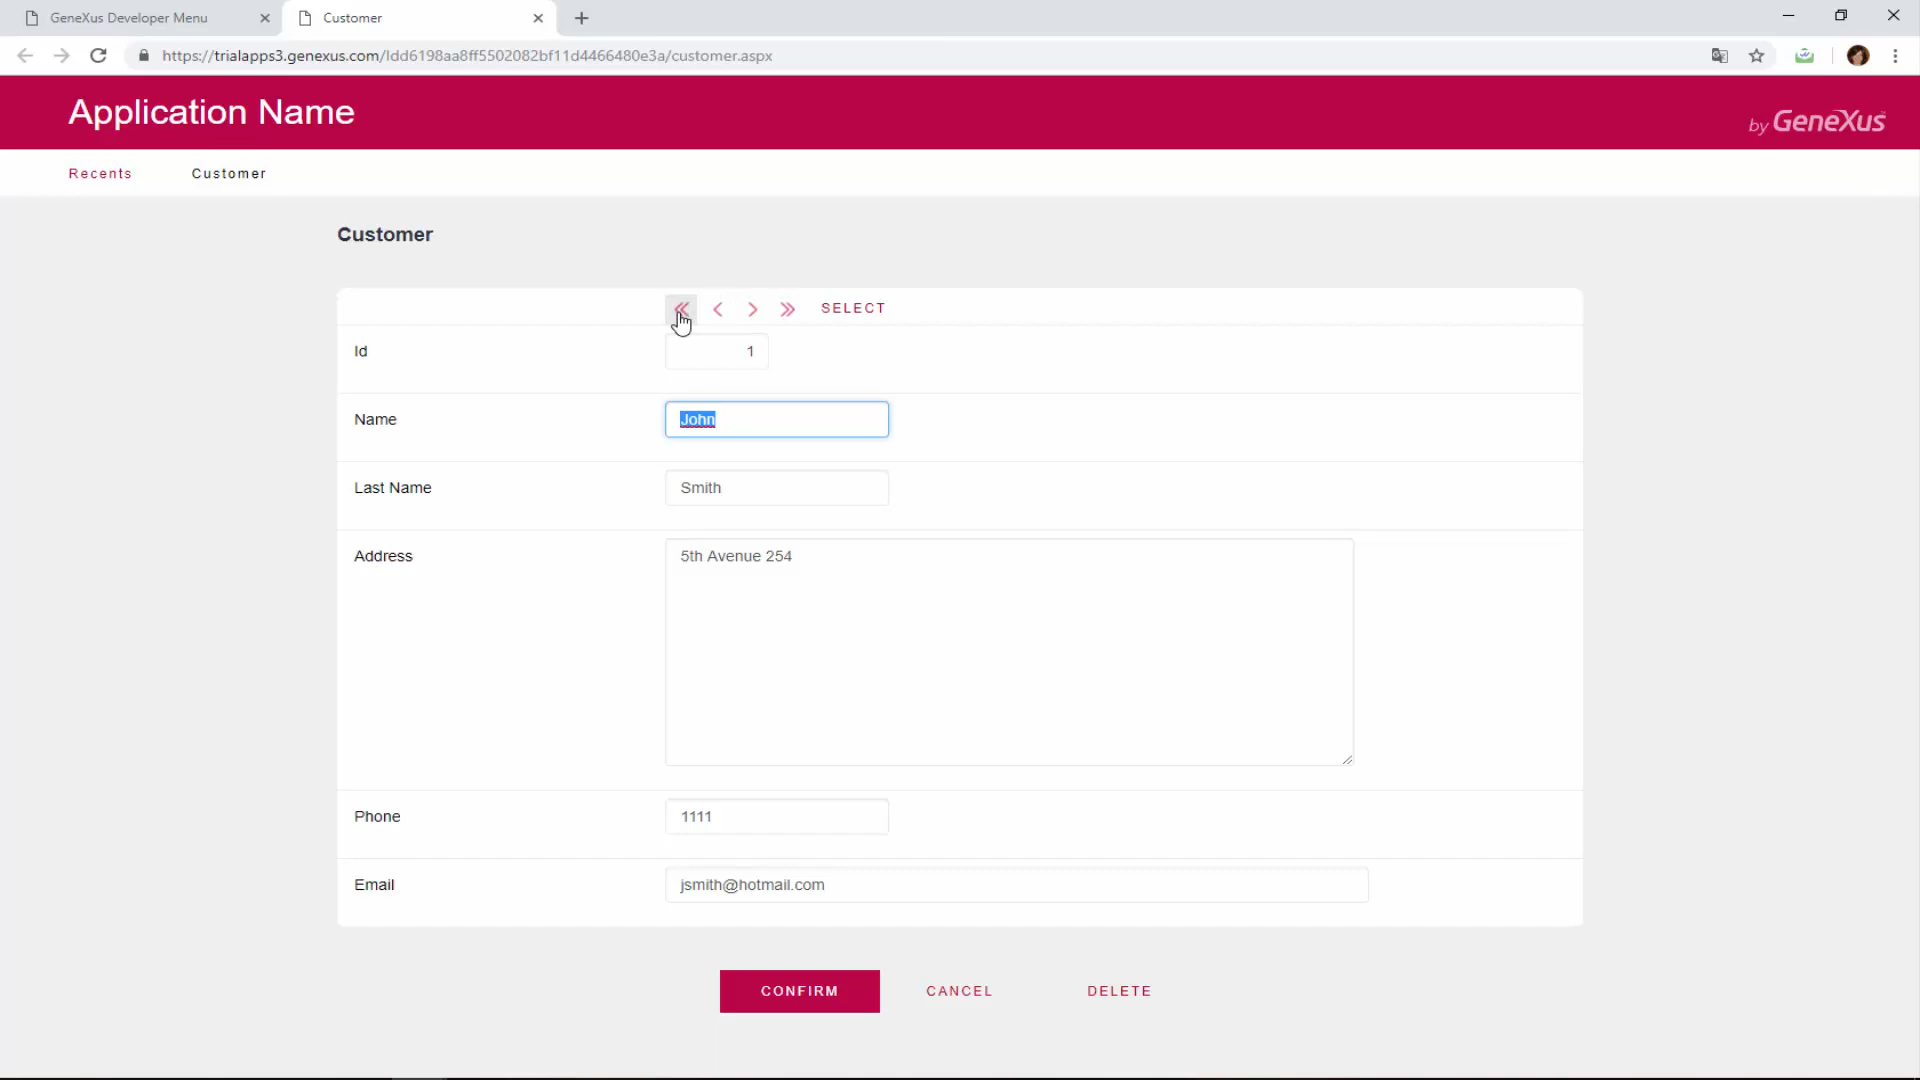 GeneXus Developer Menu
Customer
https://trialapps3.genexus.com/Idd6198aa8ff5502082bf11d4466480e3a/customer.aspx
Application Name
by GeneXus
Recents Customer
Customer
SELECT
Id 1
Name John
Last Name Smith
Address 5th Avenue 254
Phone 1111
Email jsmith@hotmail.com
CONFIRM CANCEL DELETE